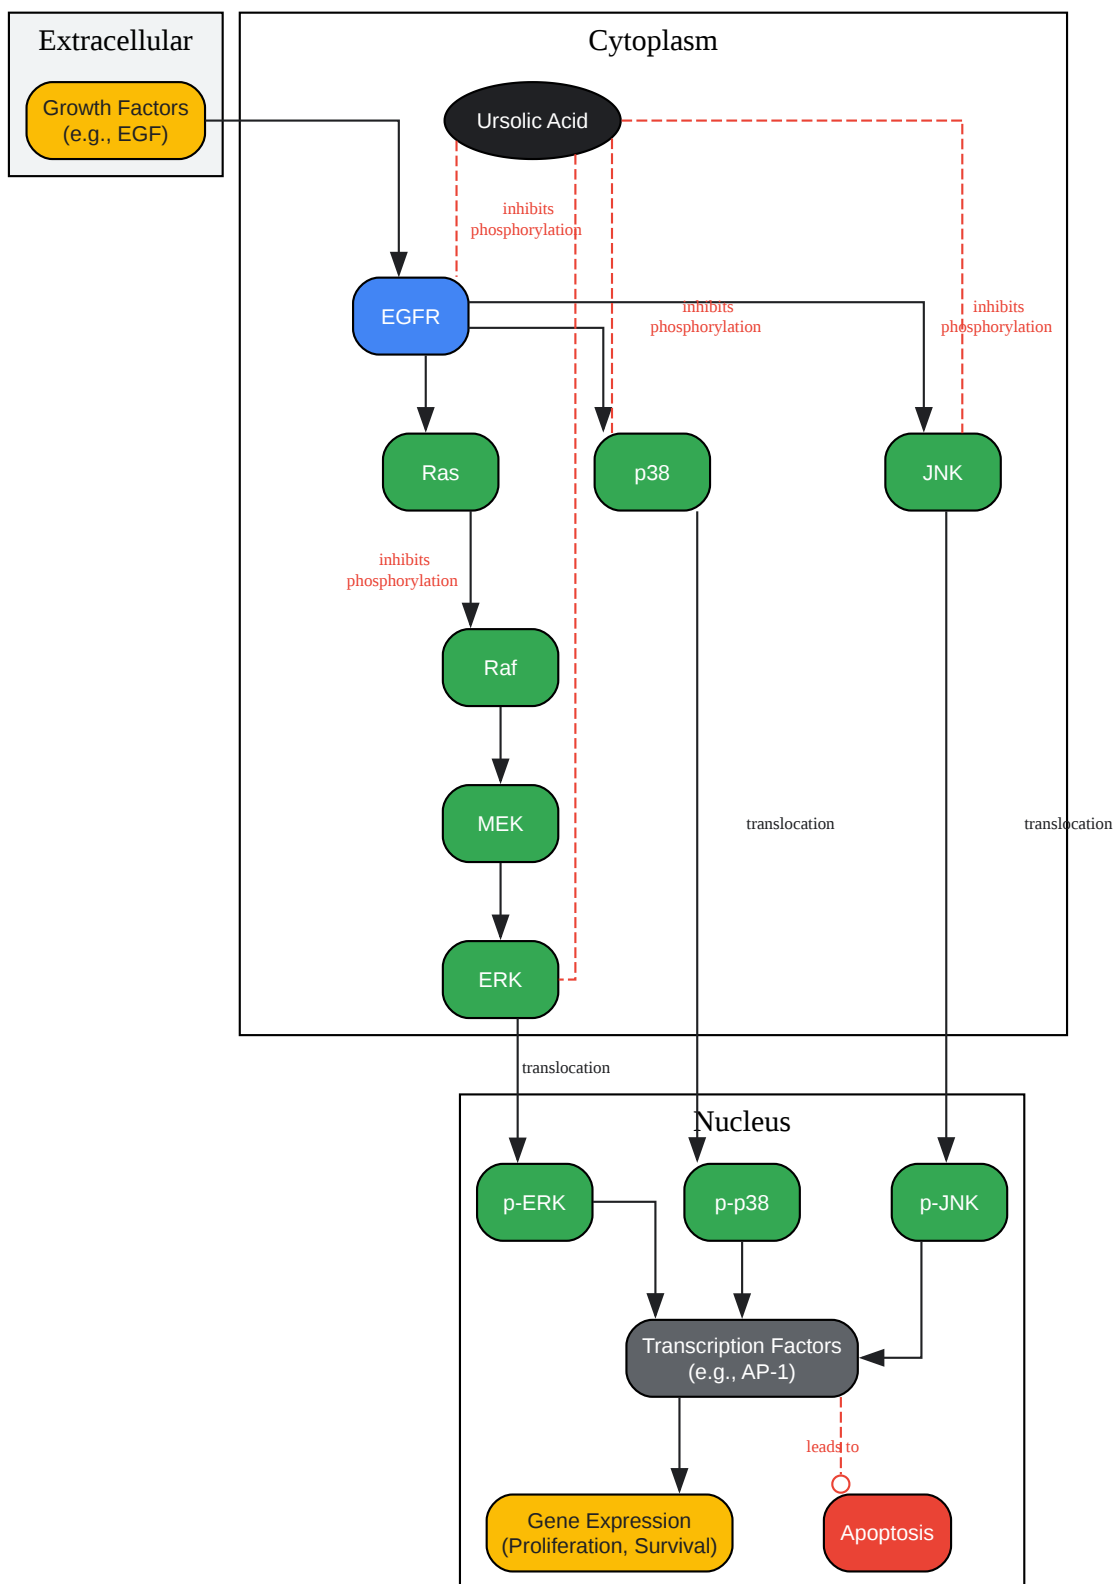 Extracellular
Cytoplasm
Growth Factors
(e.g., EGF)
Ursolic Acid
inhibits
phosphorylation
EGFR
inhibits
phosphorylation
inhibits
phosphorylation
Ras
p38
JNK
inhibits
phosphorylation
Raf
MEK
translocation
translocation
ERK
translocation
Nucleus
p-ERK
p-p38
p-JNK
Transcription Factors
(e.g., AP-1)
leads to
Gene Expression
(Proliferation, Survival)
Apoptosis